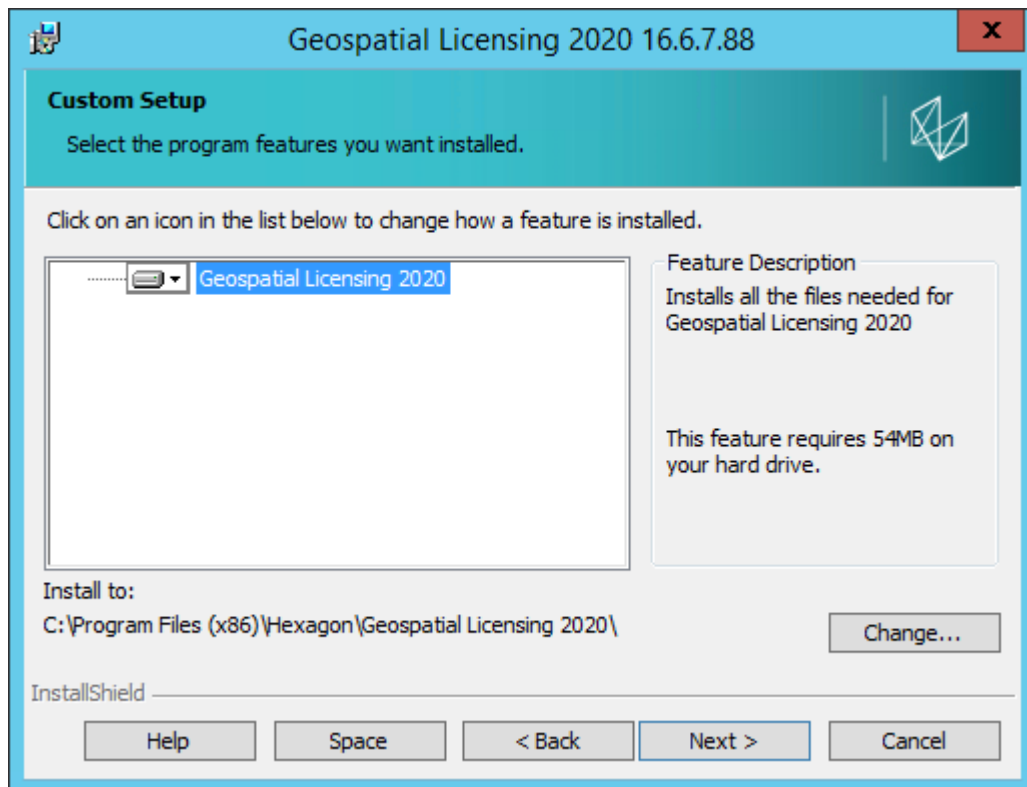 Geospatial Licensing 2020 16.6.7.88
x
Custom Setup
Select the program features you want installed.
Click on an icon in the list below to change how a feature is installed.
Geospatial Licensing 2020
Feature Description
Installs all the files needed for
Geospatial Licensing 2020
This feature requires 54MB on
your hard drive.
Install to:
C:\Program Files (x86)\Hexagon\Geospatial Licensing 2020\
Change...
InstallShield
Help
Space
< Back
Next >
Cancel